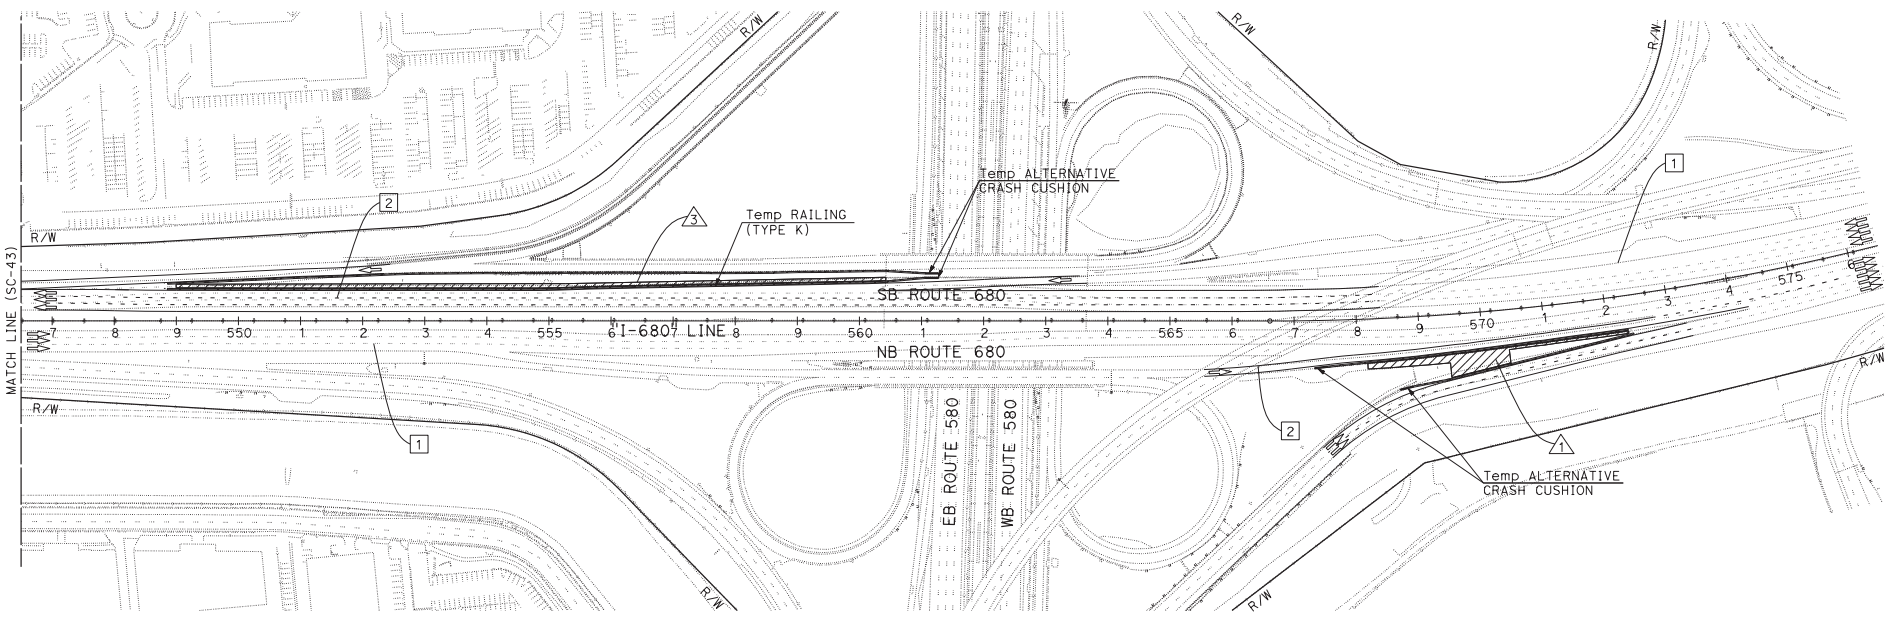 R/W
R/W
R/W
1
Temp ALTERNATIVE
CRASH CUSHION
2
3
Temp RAILING
(TYPE K)
R/W
MATCH LINE (SC-43)
SB ROUTE 680
7 8 9 550 1 2 3 4 555 6 7 8 9 560 1 2 3 4 565 6 7 8 9 570 1 2 3 4 575 6
"I-680" LINE
NB ROUTE 680
R/W
R/W
1
2
1
EB ROUTE 580
WB ROUTE 580
Temp ALTERNATIVE
CRASH CUSHION
R/W
R/W